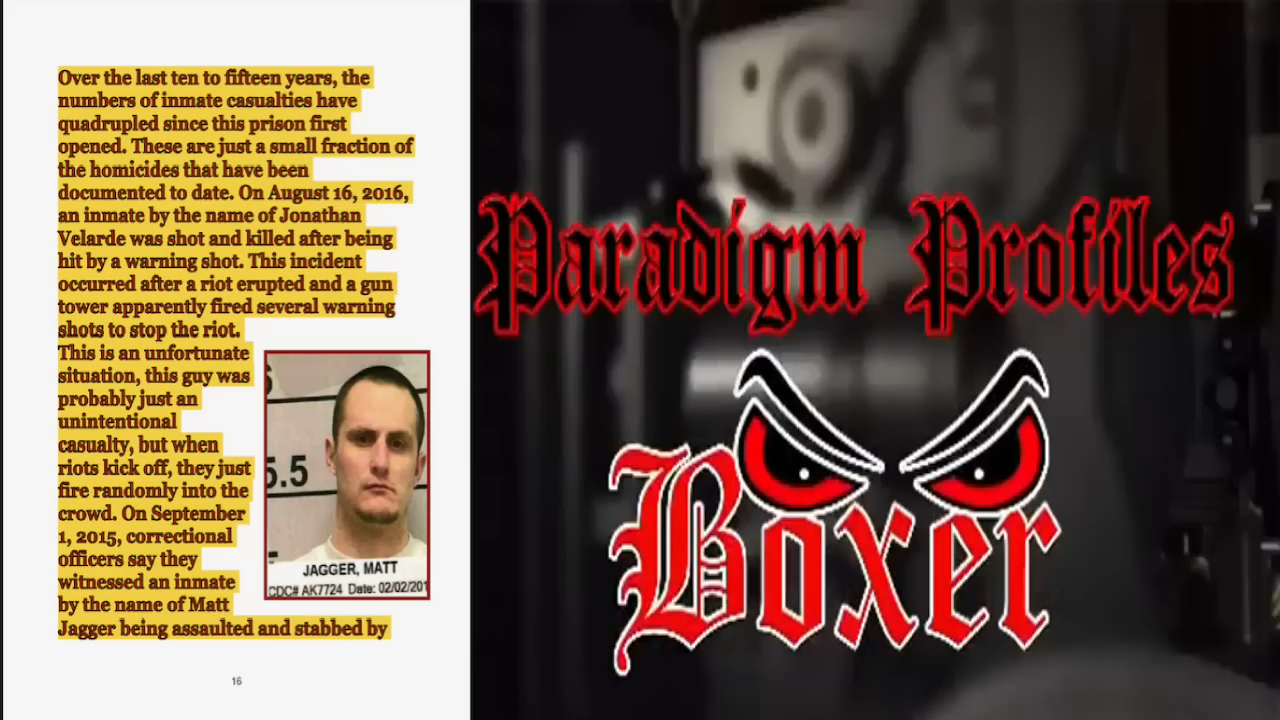 Over the last ten to fifteen years, the
numbers of inmate casualties have
quadrupled since this prison first
opened. These are just a small fraction of
the homicides that have been
documented to date. On August 16, 2016,
an inmate by the name of Jonathan
Velarde was shot and killed after being
hit by a warning shot. This incident
occurred after a riot erupted and a gun
tower apparently fired several warning
shots to stop the riot.
This is an unfortunate
situation, this guy was
probably just an
unintentional
casualty, but when
riots kick off, they just
fire randomly into the
crowd. On September
1, 2015, correctional
officers say they
witnessed an inmate
by the name of Matt
Jagger being assaulted and stabbed by
5.5
JAGGER, MATT
CDC# AK7724 Date: 02/02/201
16
Paradigm Profiles
Boxer